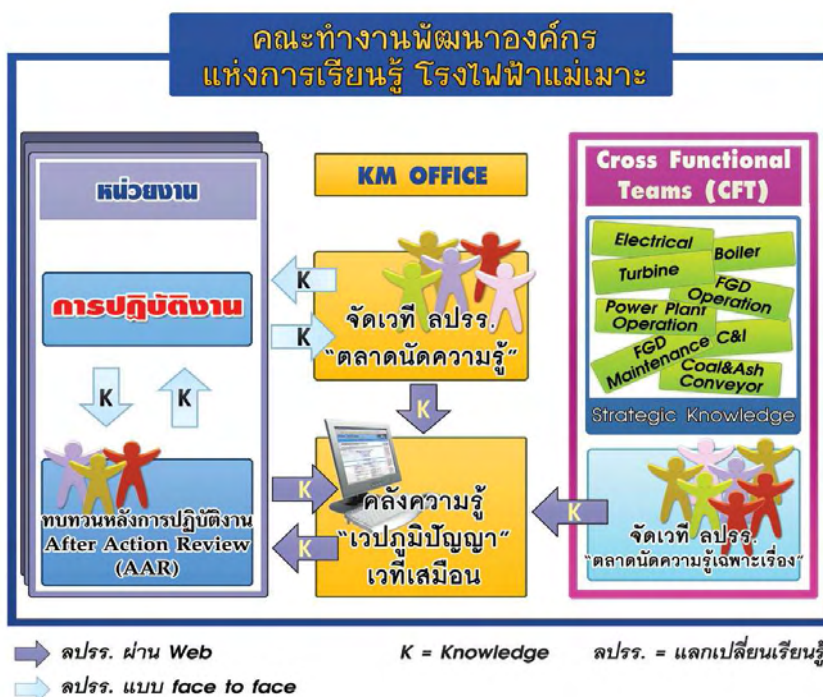 คณะทำงานพัฒนาองค์กร
แห่งการเรียนรู้ โรงไฟฟ้าแม่เมาะ
หน่วยงาน
การปฏิบัติงาน
K
K
ทบทวนหลังการปฏิบัติงาน
After Action Review
(AAR)
KM OFFICE
K
K
จัดเวที ลปรร.
“ตลาดนัดความรู้”
K
K
K
คลังความรู้
“เวปภูมิปัญญา”
เวทีเสมือน
Cross Functional
Teams (CFT)
Electrical
Boiler
Turbine
FGD
Operation
Power Plant
Operation
C&I
FGD
Maintenance
Coal&Ash
Conveyor
Strategic Knowledge
K
จัดเวที ลปรร.
“ตลาดนัดความรู้เฉพาะเรื่อง”
ลปรร. ผ่าน Web
K = Knowledge
ลปรร. = แลกเปลี่ยนเรียนรู้
ลปรร. แบบ face to face